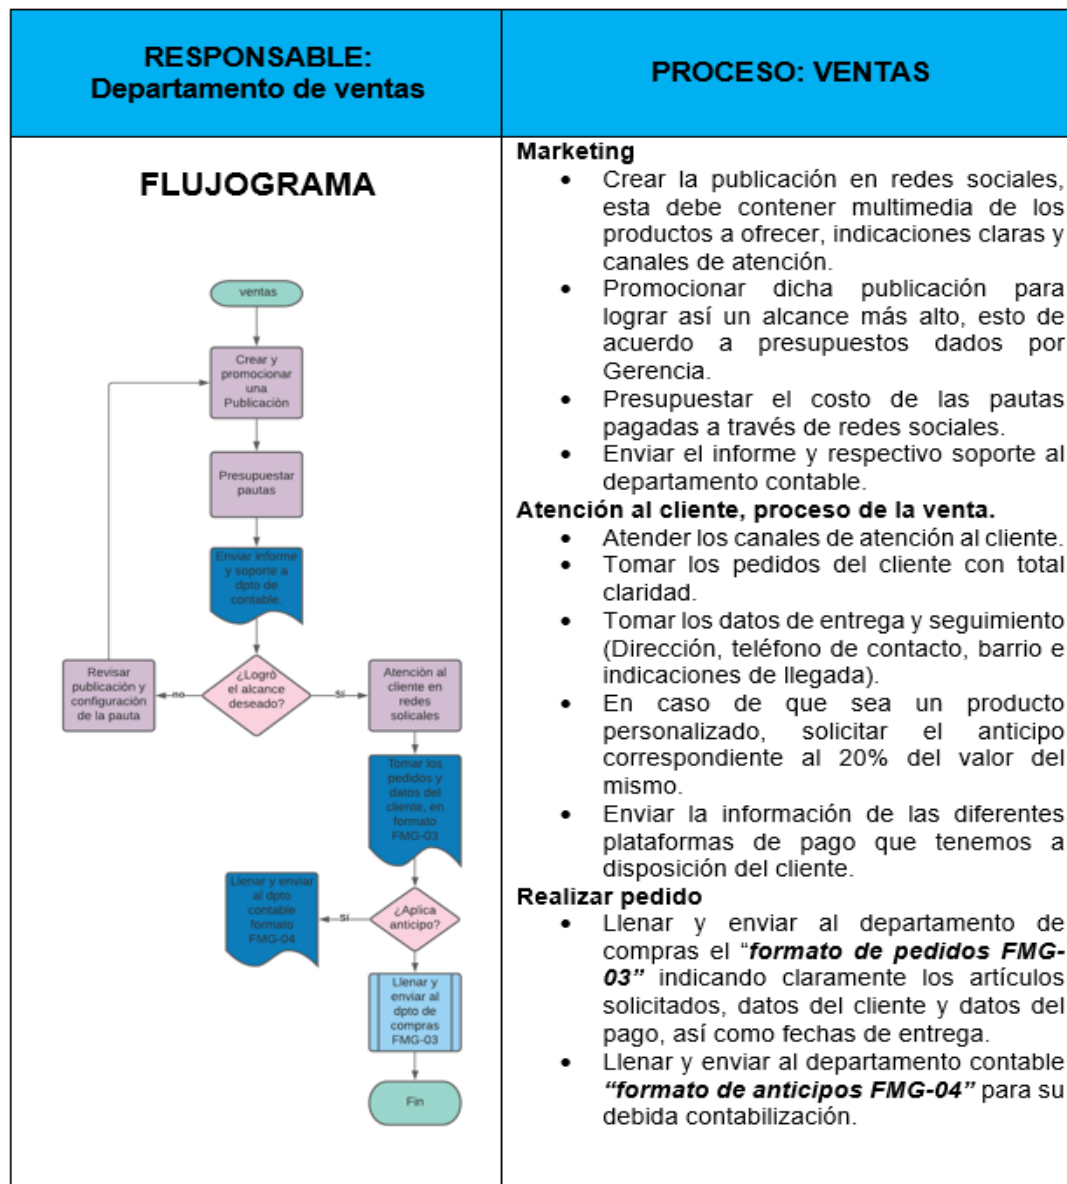 RESPONSABLE:
Departamento de ventas
PROCESO: VENTAS
FLUJOGRAMA
ventas
Crear y
promocionar
una
Publicaciòn
Presupuestar
pautas
Enviar informe
y soporte a
dpto de
contable.
¿Logrò
el alcance
deseado?
no
Revisar
publicaciòn y
configuraciòn
de la pauta
Sí
Atenciòn al
cliente en
redes
solicales
Tomar los
pedidos y
datos del
cliente, en
formato
FMG-03
¿Aplica
anticipo?
Sí
Llenar y enviar
al dpto
contable
formato
FMG-04
Llenar y
enviar al
dpto de
compras
FMG-03
Fin
Marketing
• Crear la publicación en redes sociales,
esta debe contener multimedia de los
productos a ofrecer, indicaciones claras y
canales de atención.
• Promocionar dicha publicación para
lograr así un alcance más alto, esto de
acuerdo a presupuestos dados por
Gerencia.
• Presupuestar el costo de las pautas
pagadas a través de redes sociales.
• Enviar el informe y respectivo soporte al
departamento contable.
Atención al cliente, proceso de la venta.
• Atender los canales de atención al cliente.
• Tomar los pedidos del cliente con total
claridad.
• Tomar los datos de entrega y seguimiento
(Dirección, teléfono de contacto, barrio e
indicaciones de llegada).
• En caso de que sea un producto
personalizado, solicitar el anticipo
correspondiente al 20% del valor del
mismo.
• Enviar la información de las diferentes
plataformas de pago que tenemos a
disposición del cliente.
Realizar pedido
• Llenar y enviar al departamento de
compras el “formato de pedidos FMG-
03” indicando claramente los artículos
solicitados, datos del cliente y datos del
pago, así como fechas de entrega.
• Llenar y enviar al departamento contable
“formato de anticipos FMG-04” para su
debida contabilización.